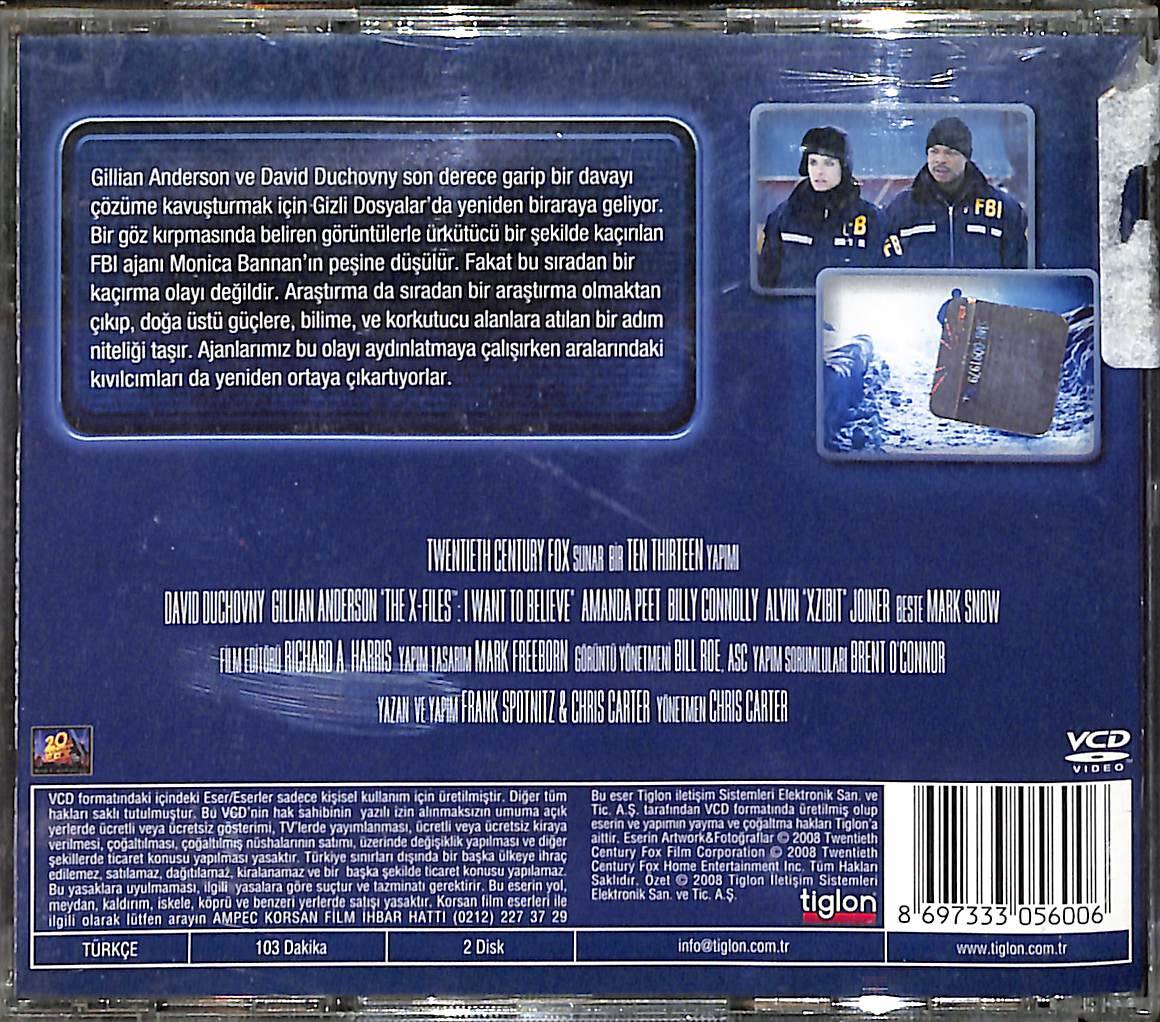 Gillian Anderson ve David Duchovny son derece garip bir davayı
çözüme kavuşturmak için Gizli Dosyalar'da yeniden biraraya geliyor.
Bir göz kırpmasında beliren görüntülerle ürkütücü bir şekilde kaçırılan
FBI ajanı Monica Bannan'ın peşine düşülür. Fakat bu sıradan bir
kaçırma olayı değildir. Araştırma da sıradan bir araştırma olmaktan
çıkıp, doğa üstü güçlere, bilime, ve korkutucu alanlara atılan bir adım
niteliği taşır. Ajanlarımız bu olayı aydınlatmaya çalışırken aralarındaki
kıvılcımları da yeniden ortaya çıkartıyorlar.
FBI
TWENTIETH CENTURY FOX SUNAR BİR TEN THIRTEEN YAPIMI
DAVID DUCHOVNY GILLIAN ANDERSON "THE X-FILES™: I WANT TO BELIEVE" AMANDA PEET BILLY CONNOLLY ALVIN "XZIBIT" JOINER BESTE MARK SNOW
FİLM EDİTÖRÜ RICHARD A. HARRIS YAPIM TASARIM MARK FREEBORN GÖRÜNTÜ YÖNETMENİ BILL ROE, ASC YAPIM SORUMLULARI BRENT O'CONNOR
YAZAN VE YAPIM FRANK SPOTNITZ & CHRIS CARTER YÖNETMEN CHRIS CARTER
VCD
VIDEO™
VCD formatındaki içindeki Eser/Eserler sadece kişisel kullanım için üretilmiştir. Diğer tüm
hakları saklı tutulmuştur. Bu VCD'nin hak sahibinin yazılı izin alınmaksızın umuma açık
yerlerde ücretli veya ücretsiz gösterimi, TV'lerde yayımlanması, ücretli veya ücretsiz kiraya
verilmesi, çoğaltılması, çoğaltılmış nüshalarının satımı, üzerinde değişiklik yapılması ve diğer
şekillerde ticaret konusu yapılması yasaktır. Türkiye sınırları dışında bir başka ülkeye ihraç
edilemez, satılamaz, dağıtılamaz, kiralanamaz ve bir başka şekilde ticaret konusu yapılamaz.
Bu yasaklara uyulmaması, ilgili yasalara göre suçtur ve tazminatı gerektirir. Bu eserin yol,
meydan, kaldırım, iskele, köprü ve benzeri yerlerde satışı yasaktır. Korsan film eserleri ile
ilgili olarak lütfen arayın AMPEC KORSAN FİLM İHBAR HATTI (0212) 227 37 29
Bu eser Tiglon iletişim Sistemleri Elektronik San. ve
Tic. A.Ş. tarafından VCD formatında üretilmiş olup
eserin ve yapımın yayma ve çoğaltma hakları Tiglon'a
aittir. Eserin Artwork&Fotoğraflar © 2008 Twentieth
Century Fox Film Corporation © 2008 Twentieth
Century Fox Home Entertainment Inc. Tüm Hakları
Saklıdır. Özet © 2008 Tiglon İletişim Sistemleri
Elektronik San. ve Tic. A.Ş.
tiglon
8 697333 056006
TÜRKÇE
103 Dakika
2 Disk
info@tiglon.com.tr
www.tiglon.com.tr